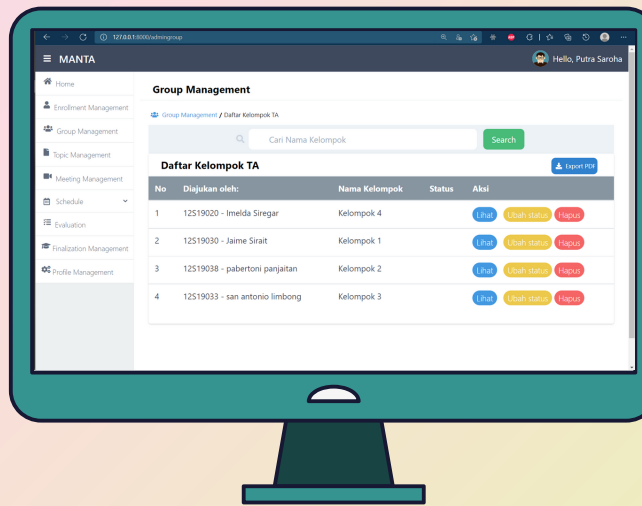 127.0.0.1:8000/admingroup
MANTA
Hello, Putra Saroha
Home
Enrollment Management
Group Management
Topic Management
Meeting Management
Schedule
Evaluation
Finalization Management
Profile Management
Group Management
Group Management / Daftar Kelompok TA
Cari Nama Kelompok Search
Daftar Kelompok TA Export PDF
No Diajukan oleh: Nama Kelompok Status Aksi
1 12S19020 - Imelda Siregar Kelompok 4 Lihat Ubah status Hapus
2 12S19030 - Jaime Sirait Kelompok 1 Lihat Ubah status Hapus
3 12S19038 - pabertoni panjaitan Kelompok 2 Lihat Ubah status Hapus
4 12S19033 - san antonio limbong Kelompok 3 Lihat Ubah status Hapus